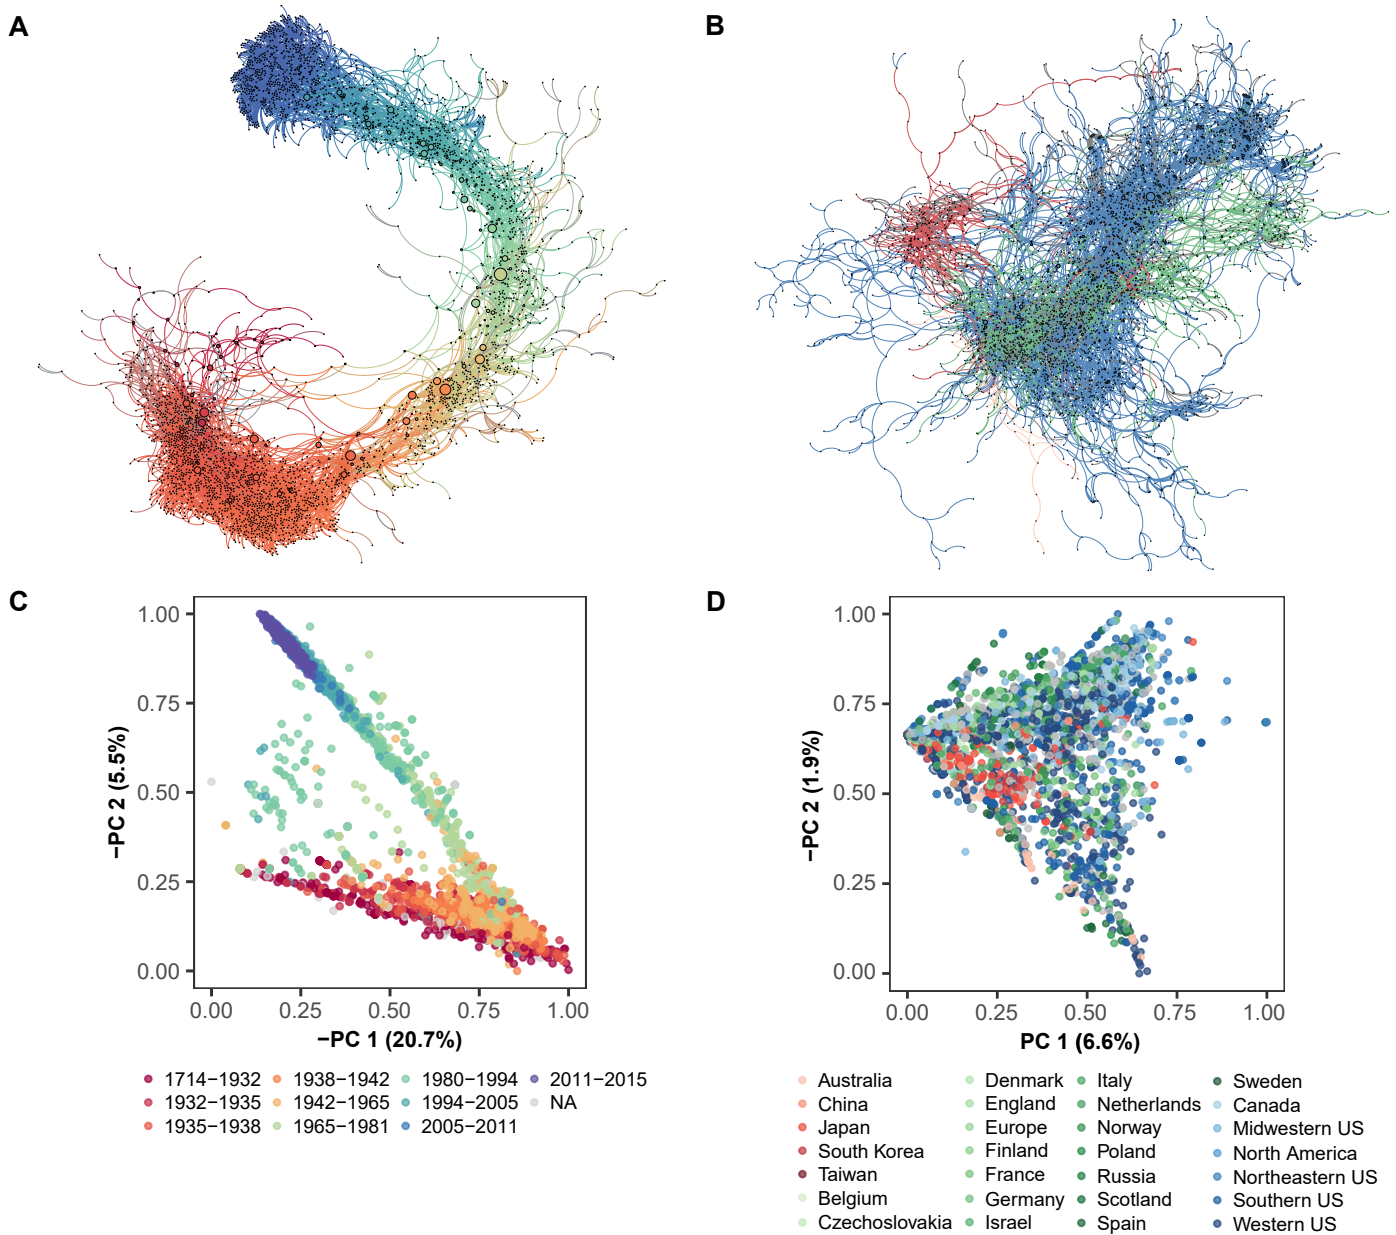 A
B
C
D
1.00
0.75
0.50
0.25
0.00
−PC 2 (5.5%)
0.00 0.25 0.50 0.75 1.00
−PC 1 (20.7%)
1714−1932 1938−1942 1980−1994 2011−2015
1932−1935 1942−1965 1994−2005 NA
1935−1938 1965−1981 2005−2011
1.00
0.75
0.50
0.25
0.00
−PC 2 (1.9%)
0.00 0.25 0.50 0.75 1.00
PC 1 (6.6%)
Australia Denmark Italy Sweden
China England Netherlands Canada
Japan Europe Norway Midwestern US
South Korea Finland Poland North America
Taiwan France Russia Northeastern US
Belgium Germany Scotland Southern US
Czechoslovakia Israel Spain Western US